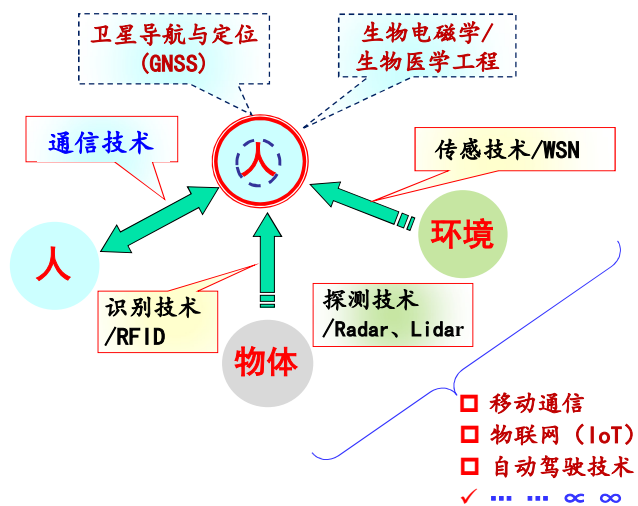 卫星导航与定位
(GNSS)
生物电磁学/
生物医学工程
通信技术
人
传感技术/WSN
人
环境
识别技术
/RFID
探测技术
/Radar、Lidar
物体
移动通信
物联网（IoT）
自动驾驶技术
✓ …… …… ∝ ∞